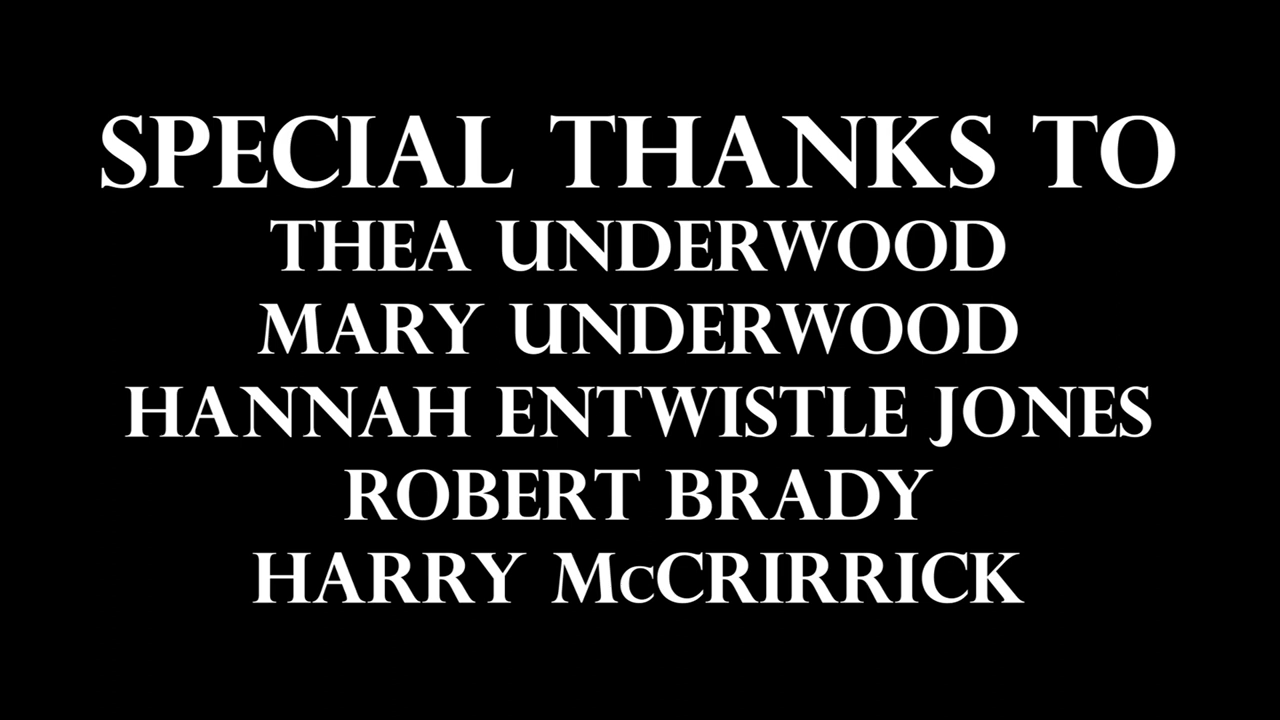 SPECIAL THANKS TO
THEA UNDERWOOD
MARY UNDERWOOD
HANNAH ENTWISTLE JONES
ROBERT BRADY
HARRY McCRIRRICK